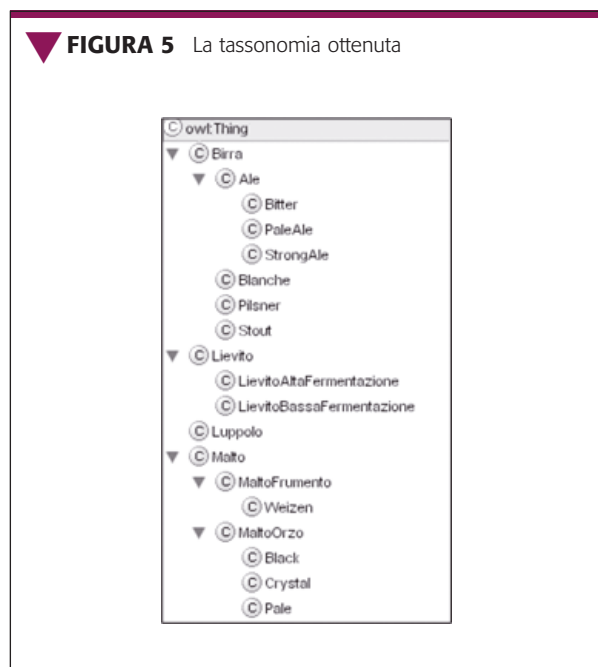 FIGURA 5 La tassonomia ottenuta
C owl:Thing
C Birra
C Ale
C Bitter
C PaleAle
C StrongAle
C Blanche
C Pilsner
C Stout
C Lievito
C LievitoAltaFermentazione
C LievitoBassaFermentazione
C Luppolo
C Malto
C MaltoFrumento
C Weizen
C MaltoOrzo
C Black
C Crystal
C Pale